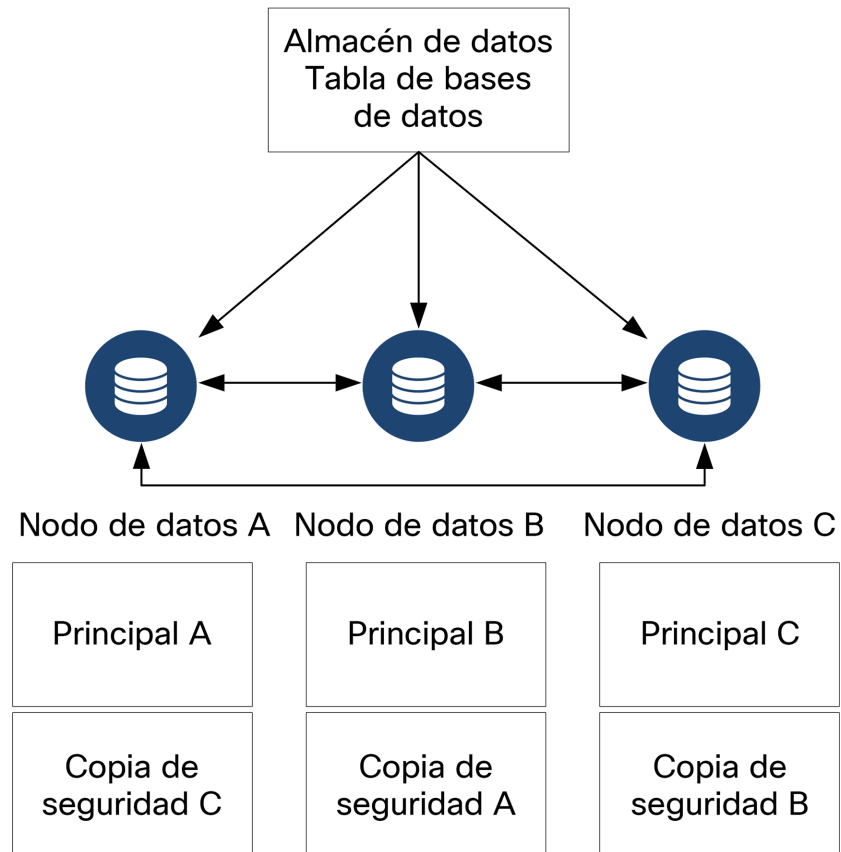 Almacén de datos
Tabla de bases
de datos
Nodo de datos A
Nodo de datos B
Nodo de datos C
Principal A
Principal B
Principal C
Copia de
seguridad C
Copia de
seguridad A
Copia de
seguridad B